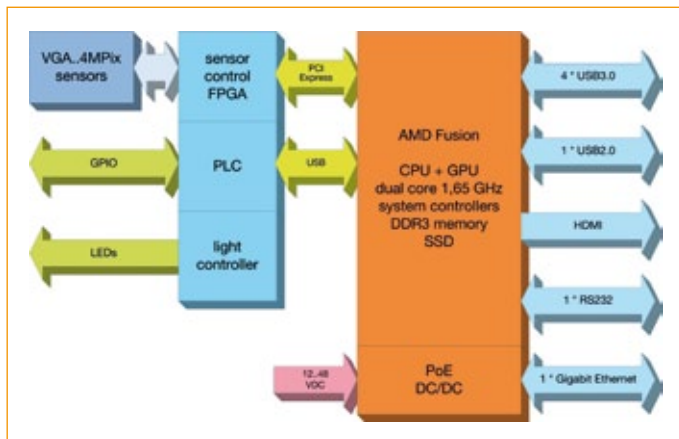 VGA..4MPix
sensors
sensor
control
FPGA
PCI
Express
GPIO
PLC
USB
LEDs
light
controller
AMD Fusion
CPU + GPU
dual core 1,65 GHz
system controllers
DDR3 memory
SSD
12..48
VDC
PoE
DC/DC
4 * USB3.0
1 * USB2.0
HDMI
1 * RS232
1 * Gigabit Ethernet